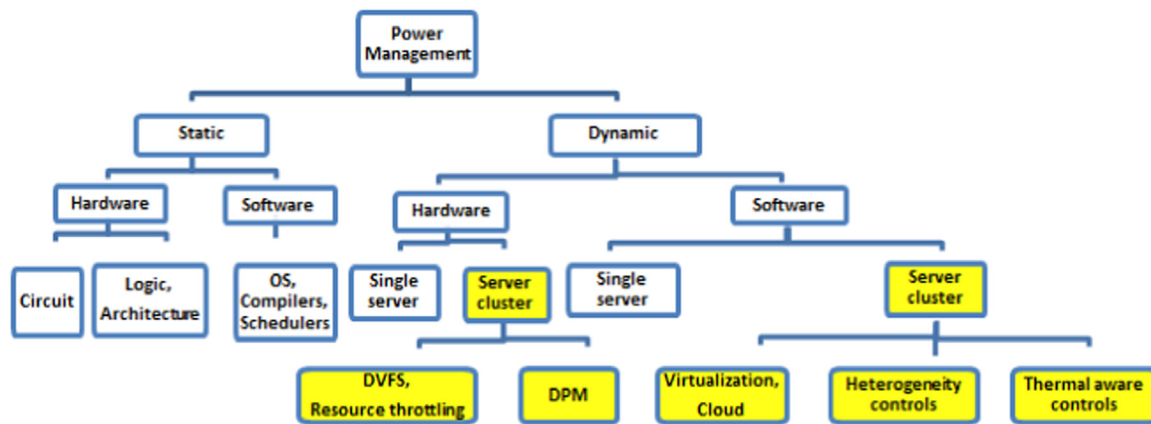 Power
Management
Static
Dynamic
Hardware
Software
Hardware
Software
Circuit
Logic,
Architecture
OS,
Compilers,
Schedulers
Single
server
Server
cluster
Single
server
Server
cluster
DVFS,
Resource throttling
DPM
Virtualization,
Cloud
Heterogeneity
controls
Thermal aware
controls